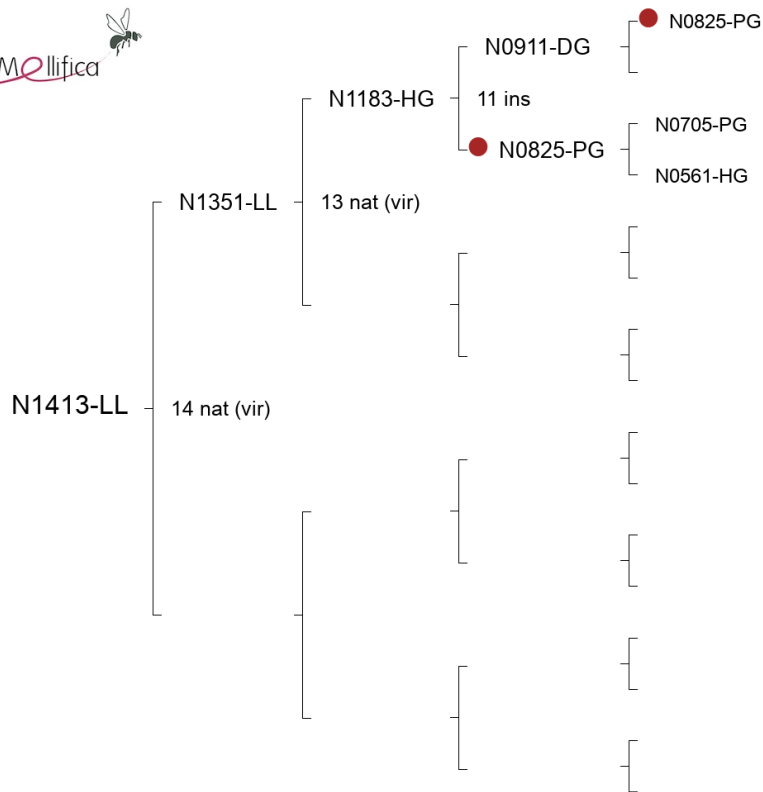 Mellifica
N0825-PG
N0911-DG
N1183-HG
11 ins
N0705-PG
N0825-PG
N0561-HG
N1351-LL
13 nat (vir)
N1413-LL
14 nat (vir)